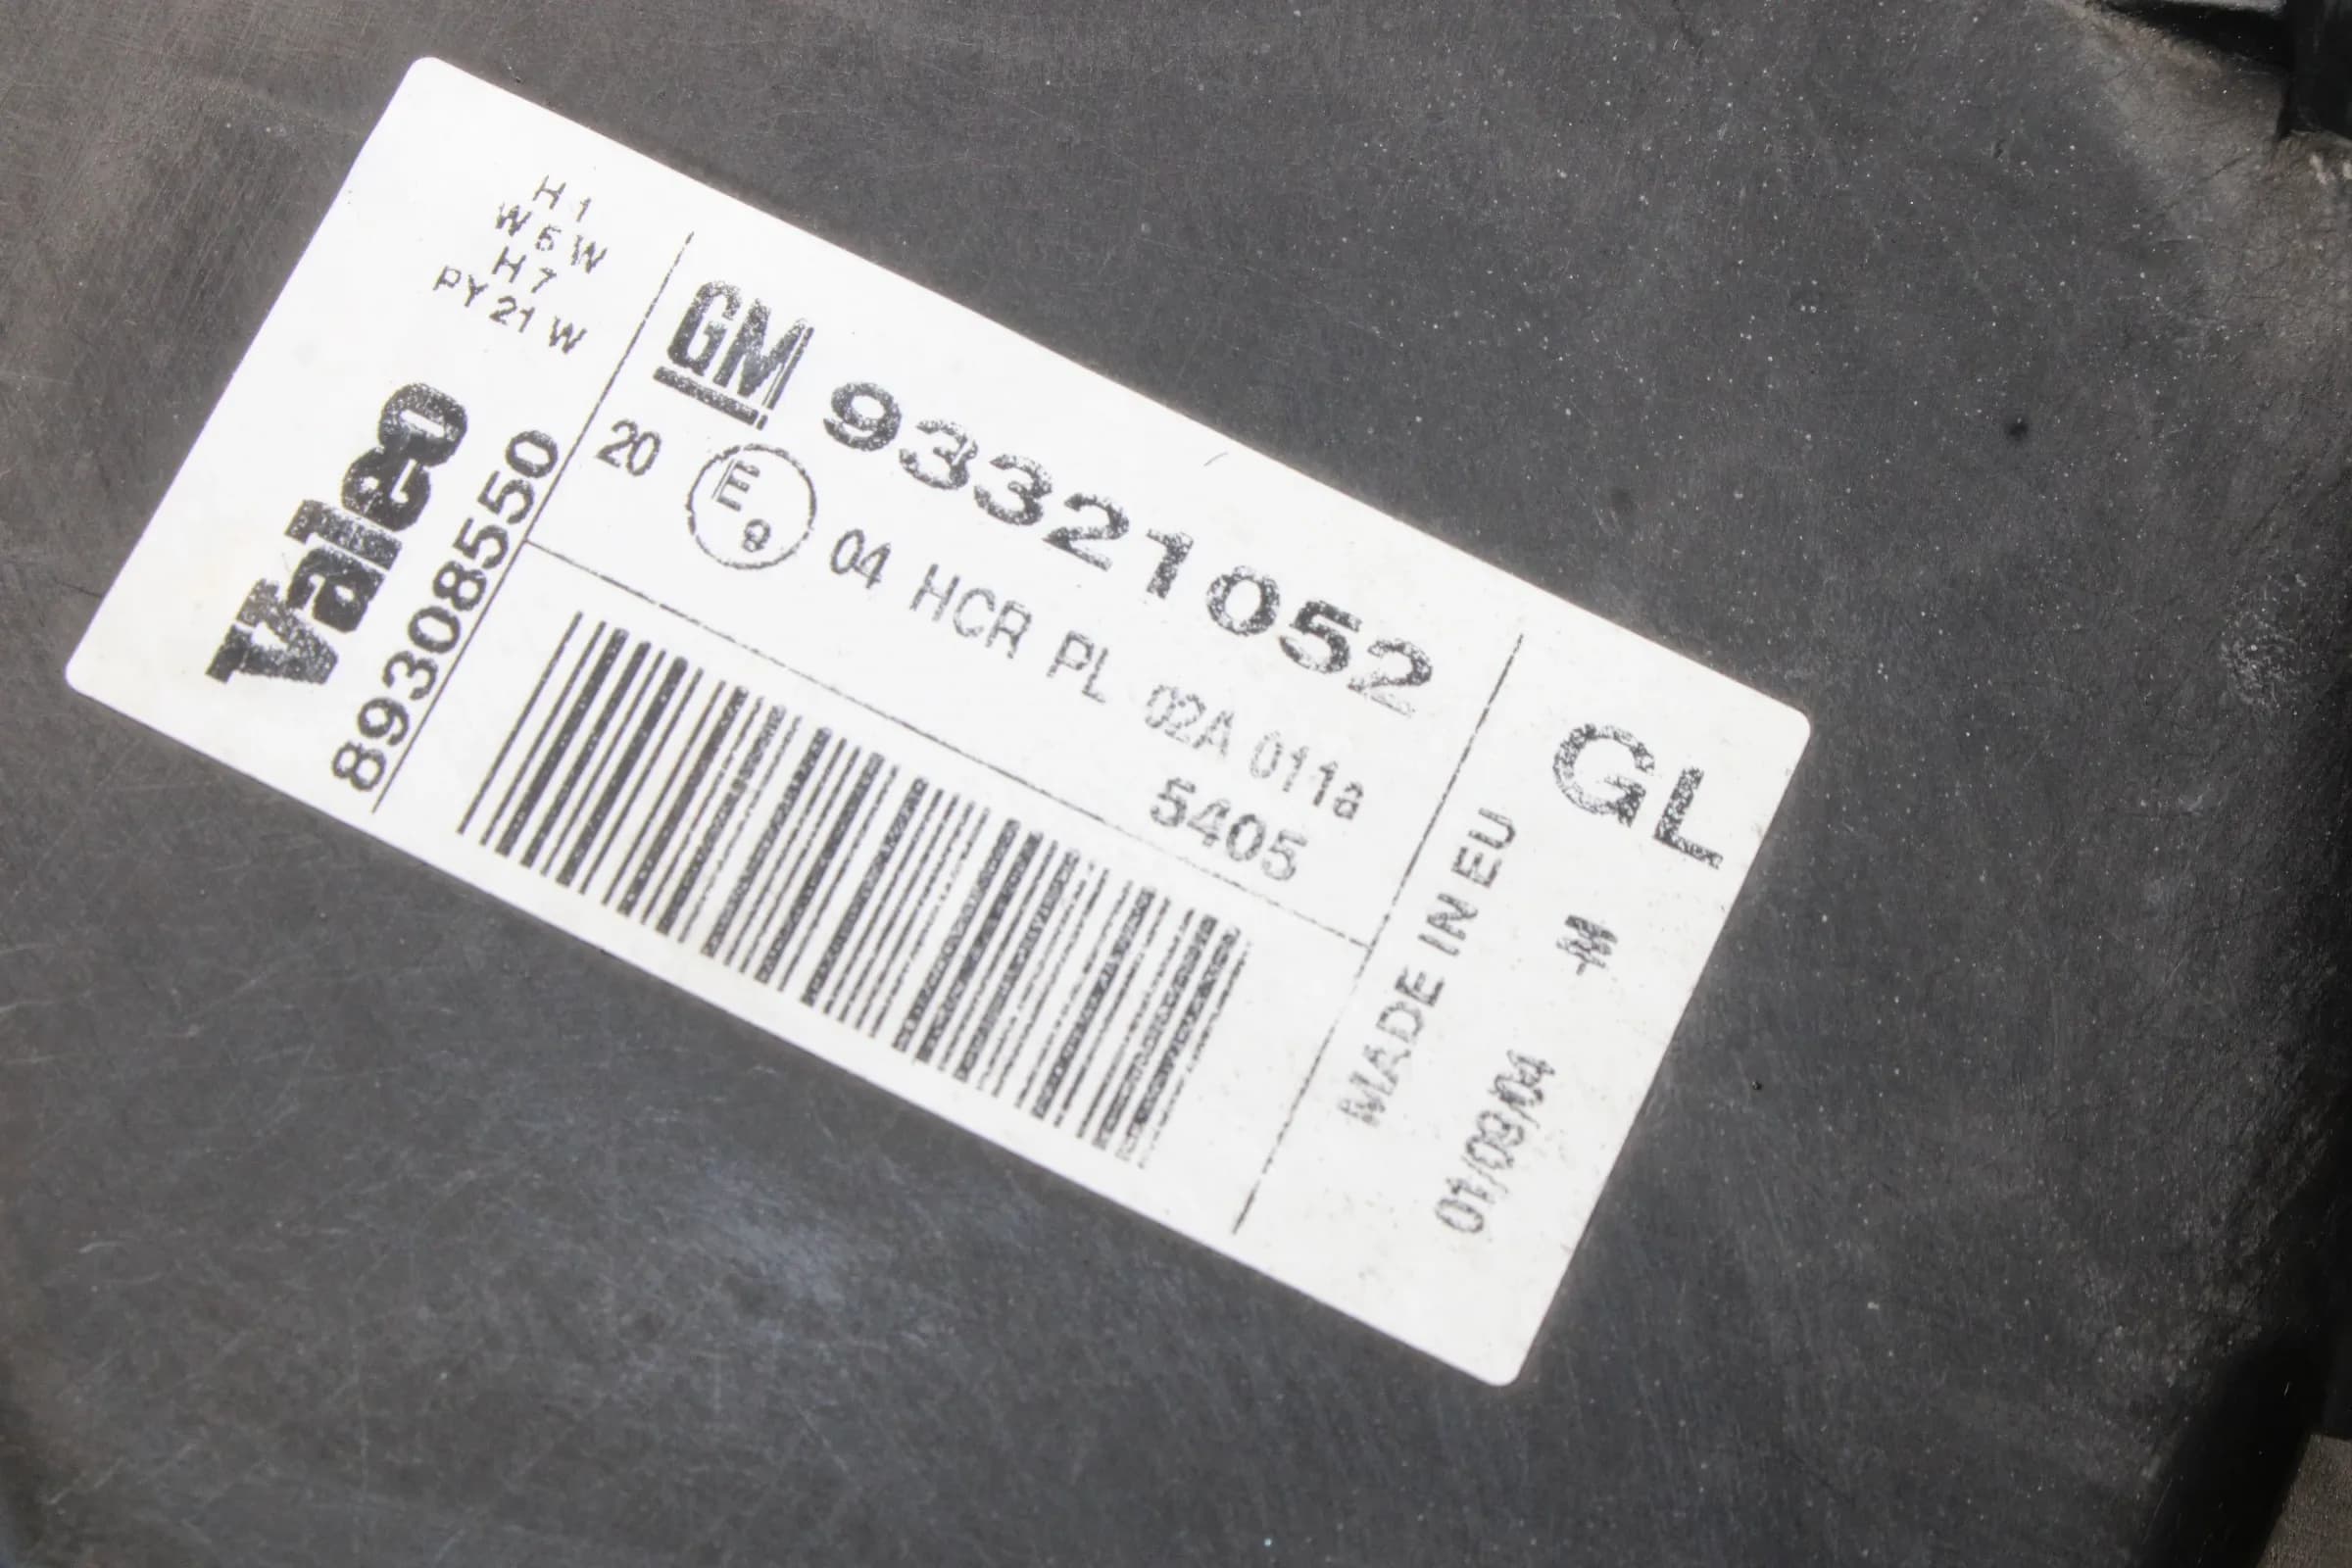 H1
W5W
H7
PY21W
Valeo
89308550
GM 93321052
20 E9 04 HCR PL 02A 011a
5405
GL
MADE IN EU
M
01/09/04